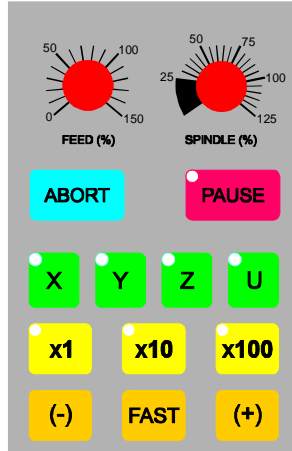 50 100
0 150
FEED (%)
50 75
25 100
125
SPINDLE (%)
ABORT PAUSE
X Y Z U
x1 x10 x100
(-) FAST (+)